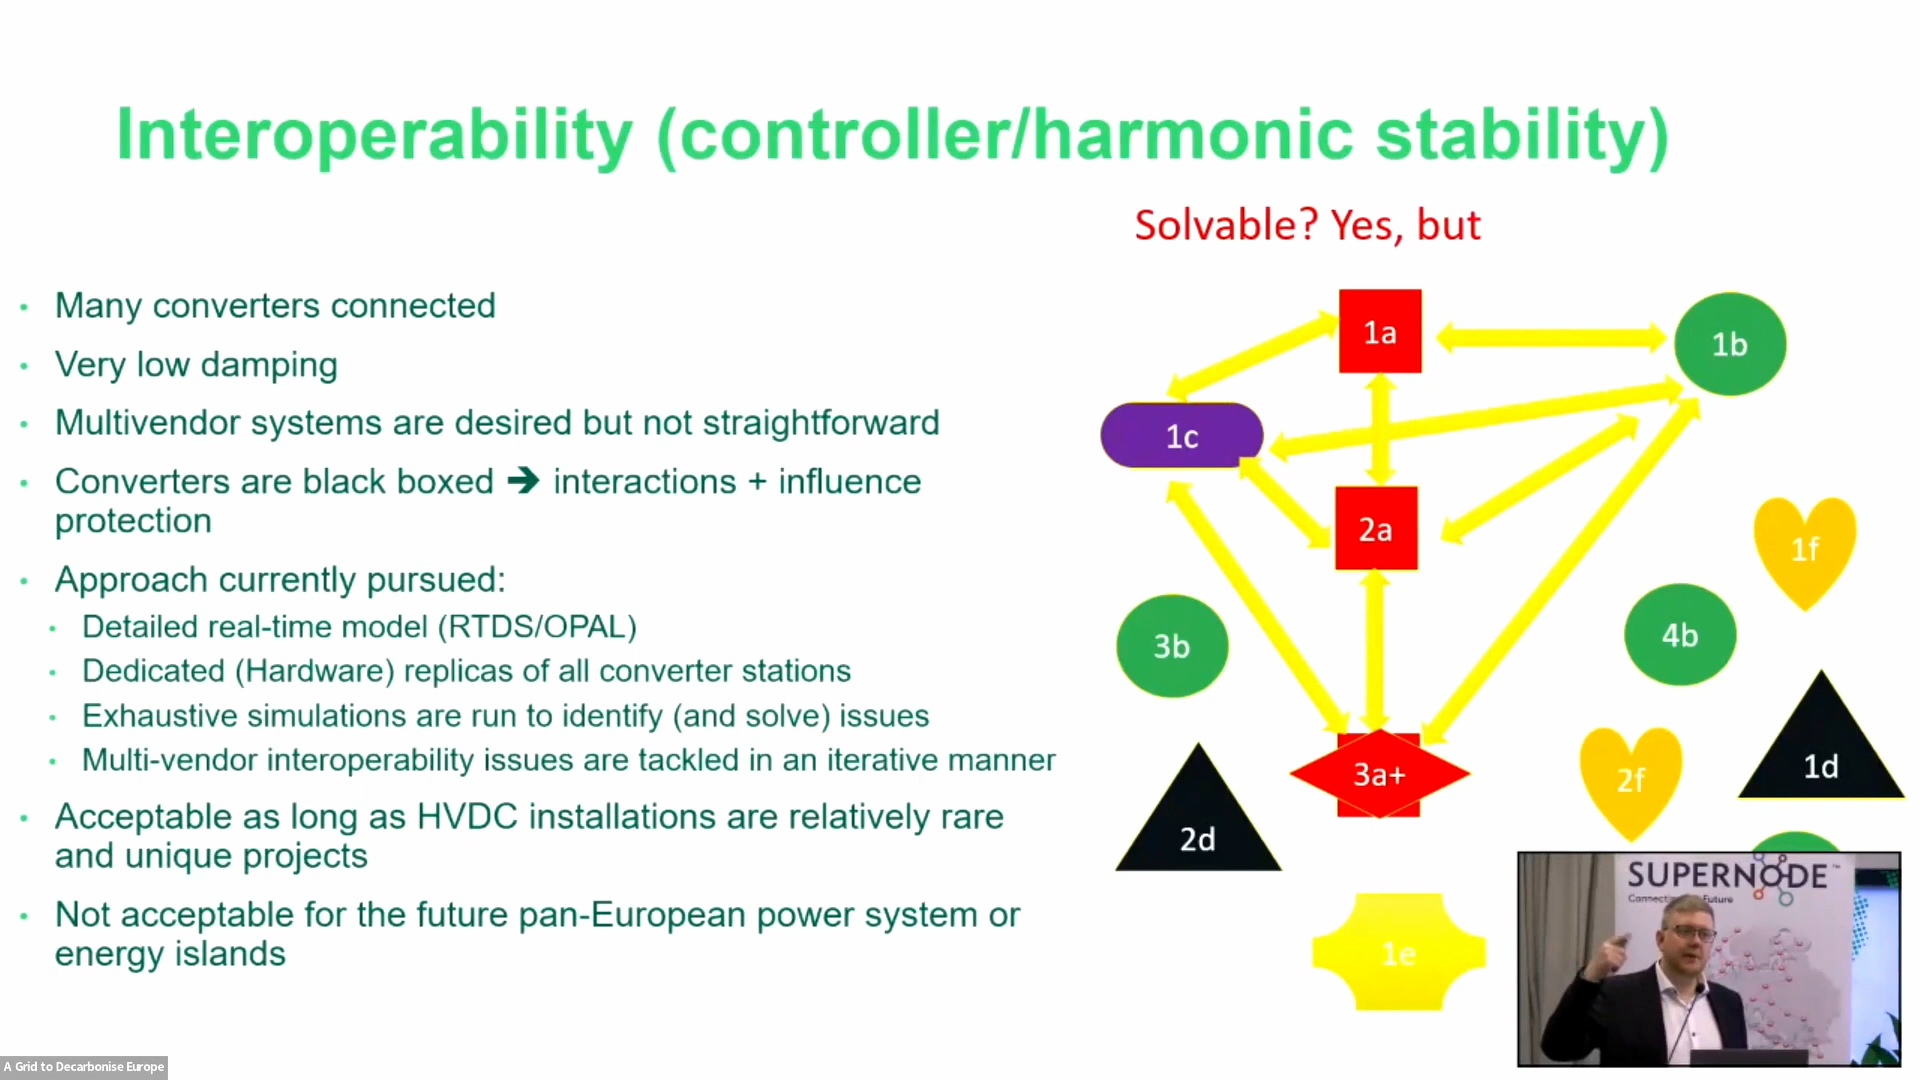 Interoperability (controller/harmonic stability)
Solvable? Yes, but
Many converters connected
Very low damping
Multivendor systems are desired but not straightforward
Converters are black boxed ➔ interactions + influence
protection
Approach currently pursued:
Detailed real-time model (RTDS/OPAL)
Dedicated (Hardware) replicas of all converter stations
Exhaustive simulations are run to identify (and solve) issues
Multi-vendor interoperability issues are tackled in an iterative manner
Acceptable as long as HVDC installations are relatively rare
and unique projects
Not acceptable for the future pan-European power system or
energy islands
1a
1b
1c
2a
1f
3b
4b
3a+
2f
1d
2d
1e
SUPERNODE™
Future
A Grid to Decarbonise Europe